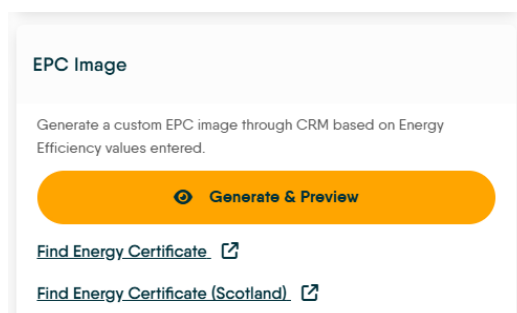 EPC Image
Generate a custom EPC image through CRM based on Energy
Efficiency values entered.
Generate & Preview
Find Energy Certificate
Find Energy Certificate (Scotland)